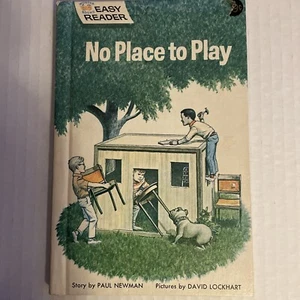 EASY
READER
No Place to Play
Story by PAUL NEWMAN Pictures by DAVID LOCKHART